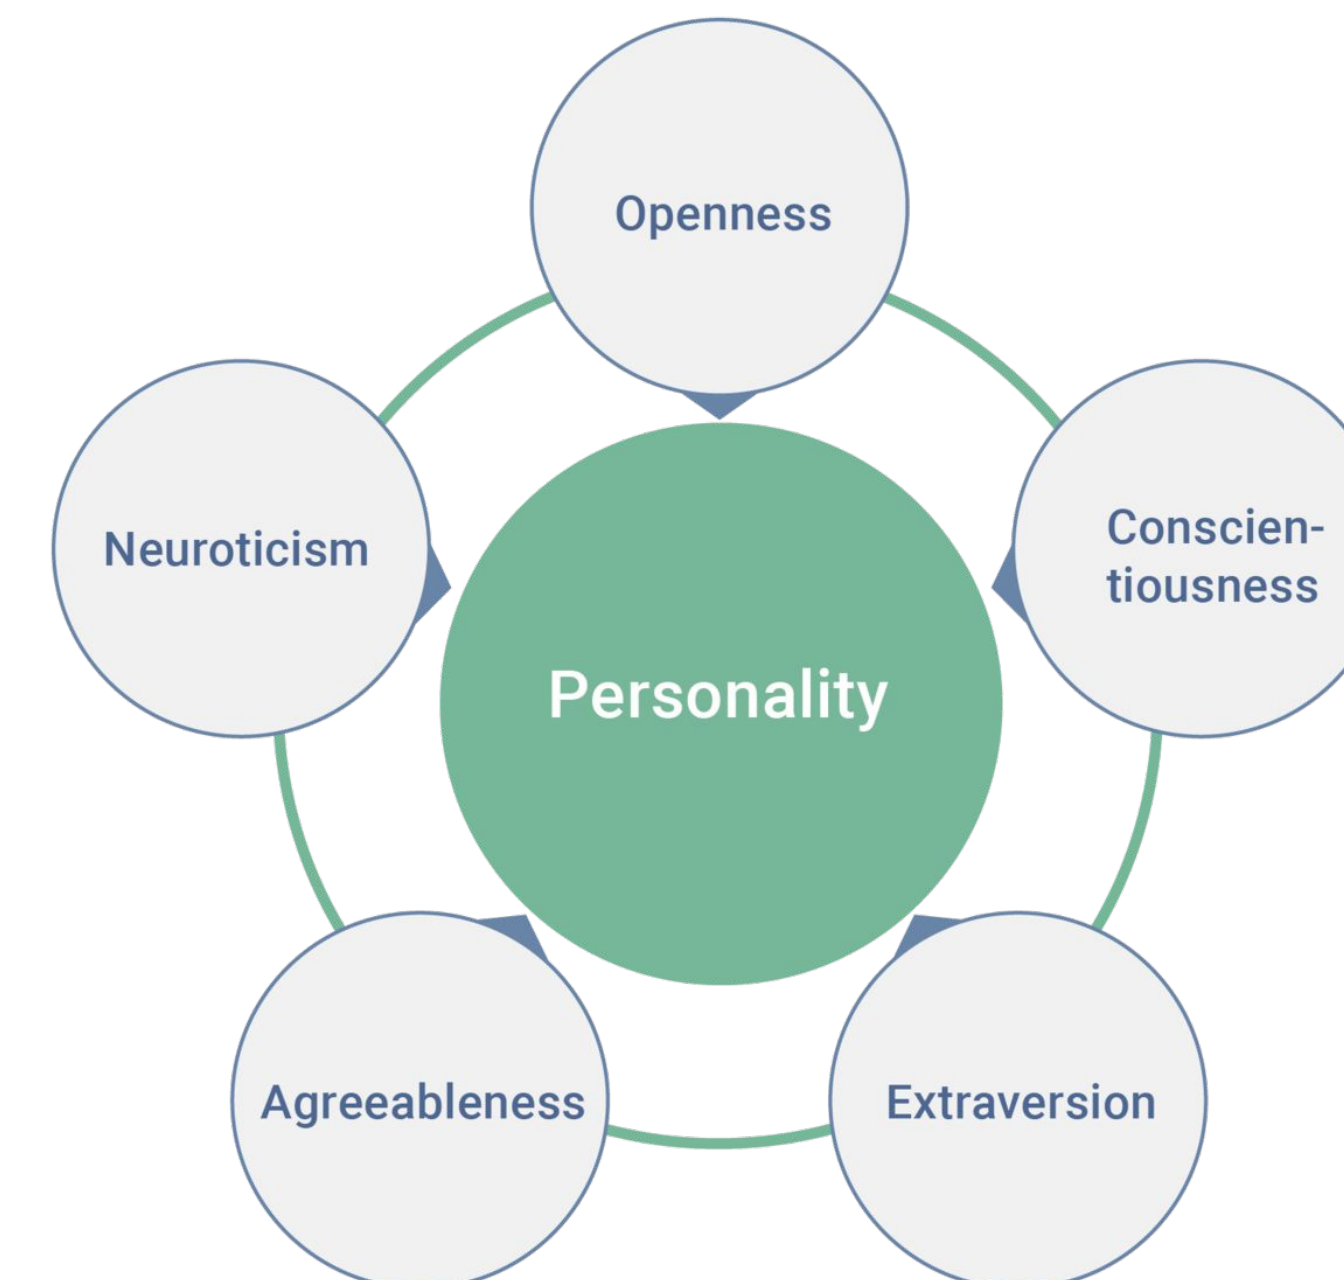 Openness
Neuroticism
Conscien-
tiousness
Personality
Agreeableness
Extraversion